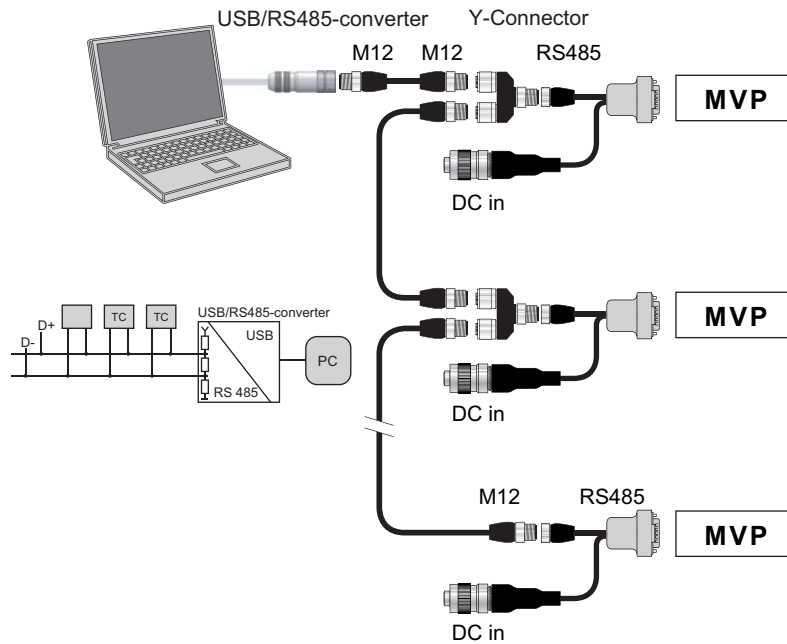 USB/RS485-converter
Y-Connector
M12
M12
RS485
MVP
DC in
MVP
DC in
D-
D+
TC
TC
USB/RS485-converter
USB
RS 485
PC
M12
RS485
MVP
DC in